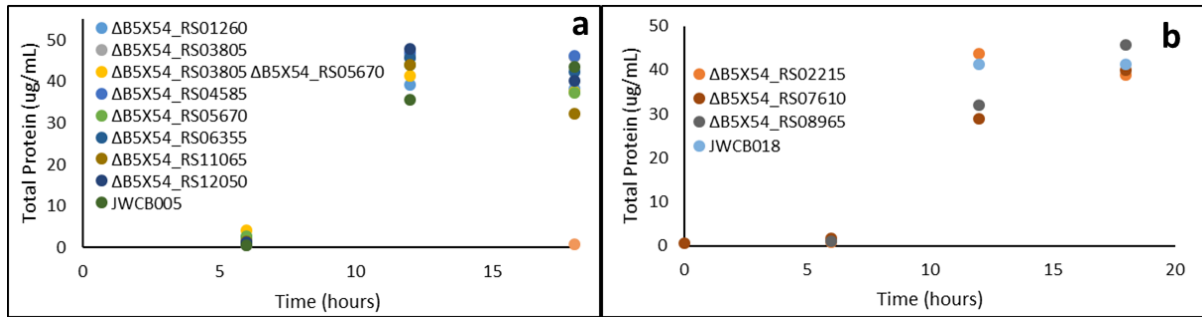 a
Total Protein (ug/mL)
50
40
30
20
10
0
ΔB5X54_RS01260
ΔB5X54_RS03805
ΔB5X54_RS03805 ΔB5X54_RS05670
ΔB5X54_RS04585
ΔB5X54_RS05670
ΔB5X54_RS06355
ΔB5X54_RS11065
ΔB5X54_RS12050
JWCB005
0 5 10 15
Time (hours)
b
Total Protein (ug/mL)
50
40
30
20
10
0
ΔB5X54_RS02215
ΔB5X54_RS07610
ΔB5X54_RS08965
JWCB018
0 5 10 15 20
Time (hours)